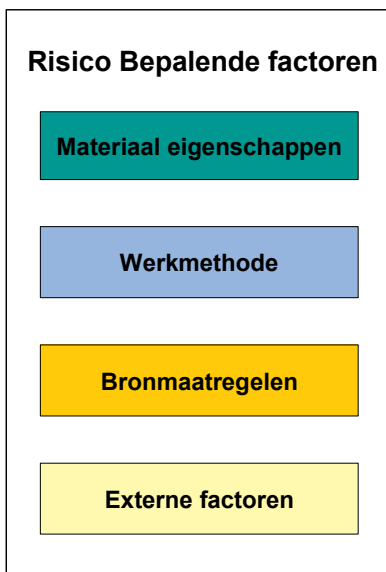 Risico Bepalende factoren
Materiaal eigenschappen
Werkmethode
Bronmaatregelen
Externe factoren